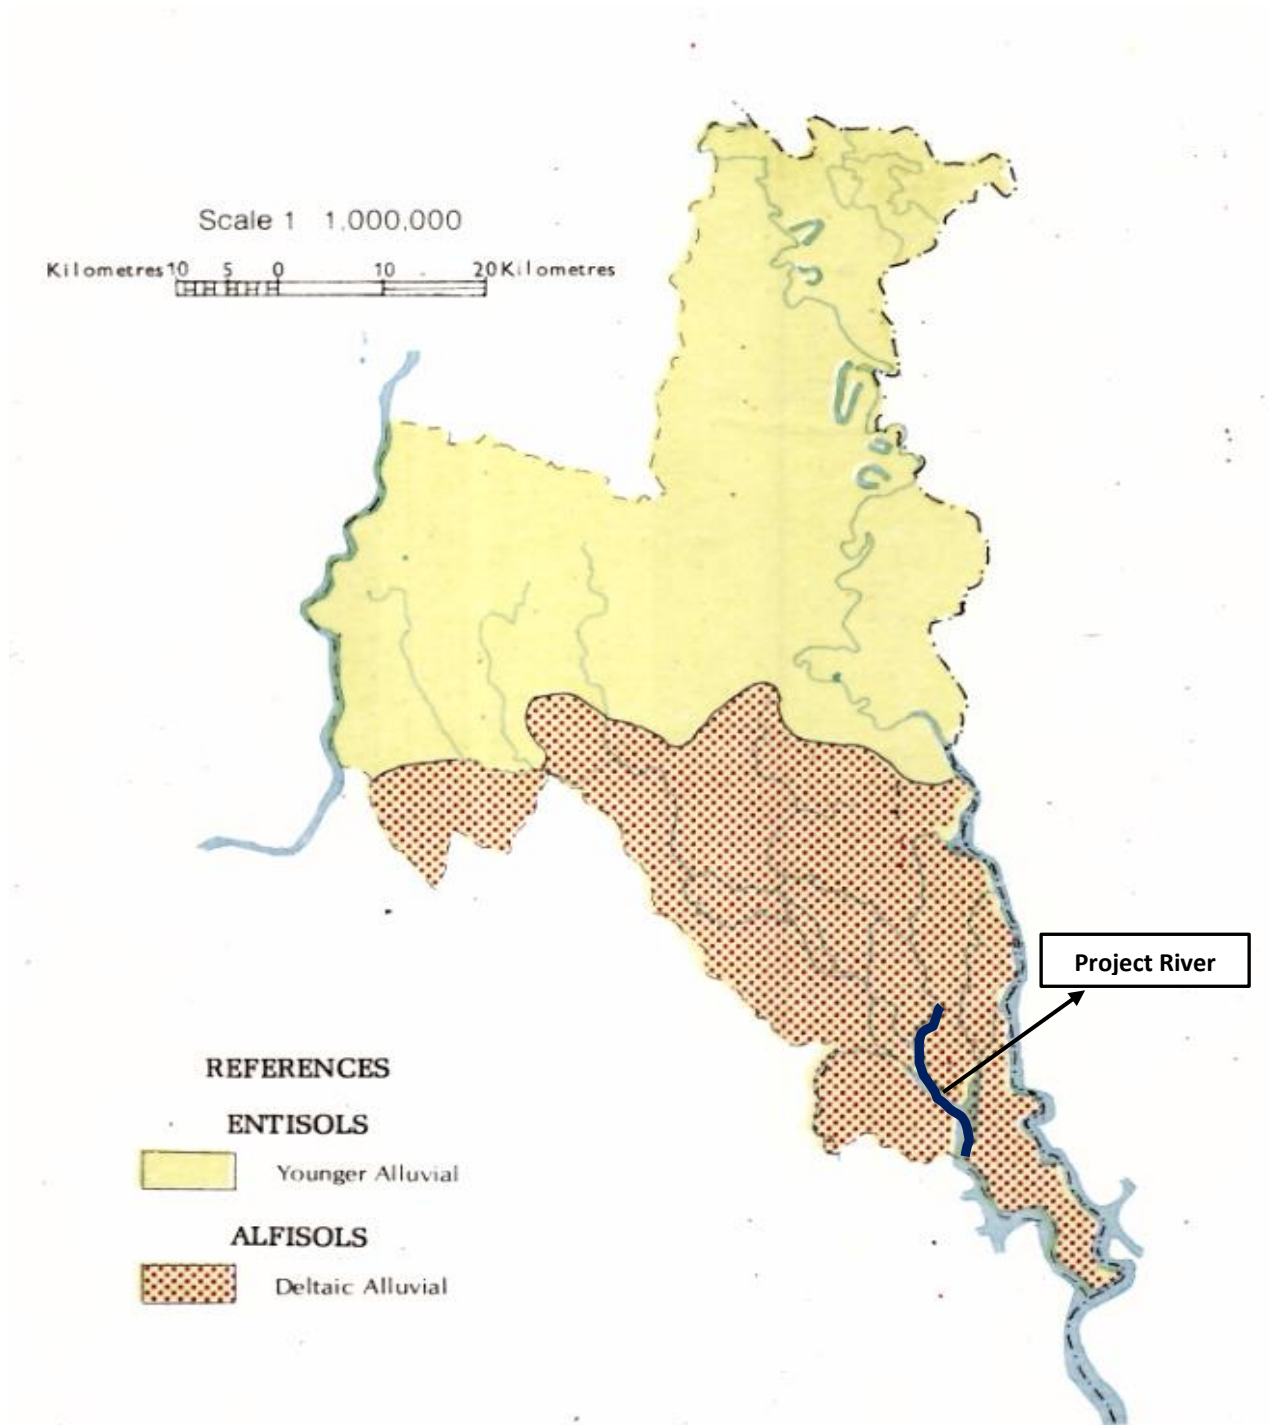 Scale 1 1,000,000
Kilometres 10 5 0 10 20 Kilometres
Project River
REFERENCES
ENTISOLS
Younger Alluvial
ALFISOLS
Deltaic Alluvial